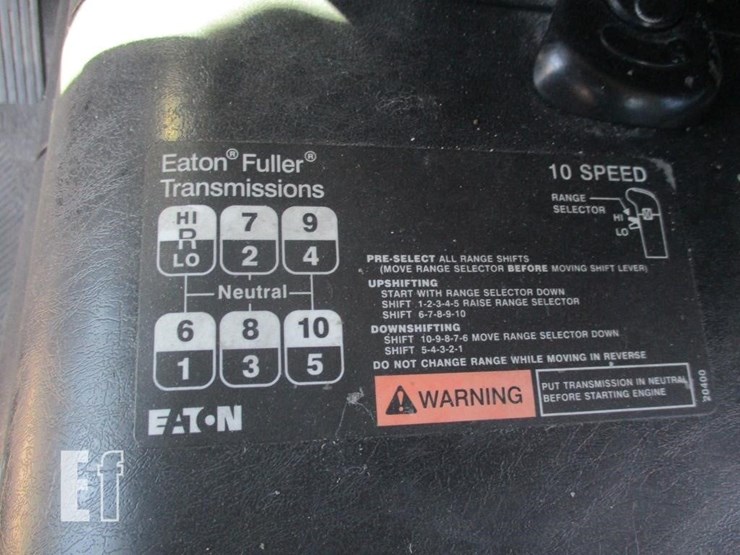 Eaton® Fuller®
Transmissions
10 SPEED
RANGE
SELECTOR
HI
LO
HI
R
LO
7
2
9
4
Neutral
6
1
8
3
10
5
EATON
PRE-SELECT ALL RANGE SHIFTS
(MOVE RANGE SELECTOR BEFORE MOVING SHIFT LEVER)
UPSHIFTING
START WITH RANGE SELECTOR DOWN
SHIFT 1-2-3-4-5 RAISE RANGE SELECTOR
SHIFT 6-7-8-9-10
DOWNSHIFTING
SHIFT 10-9-8-7-6 MOVE RANGE SELECTOR DOWN
SHIFT 5-4-3-2-1
DO NOT CHANGE RANGE WHILE MOVING IN REVERSE
WARNING
PUT TRANSMISSION IN NEUTRAL
BEFORE STARTING ENGINE
20400
Ef